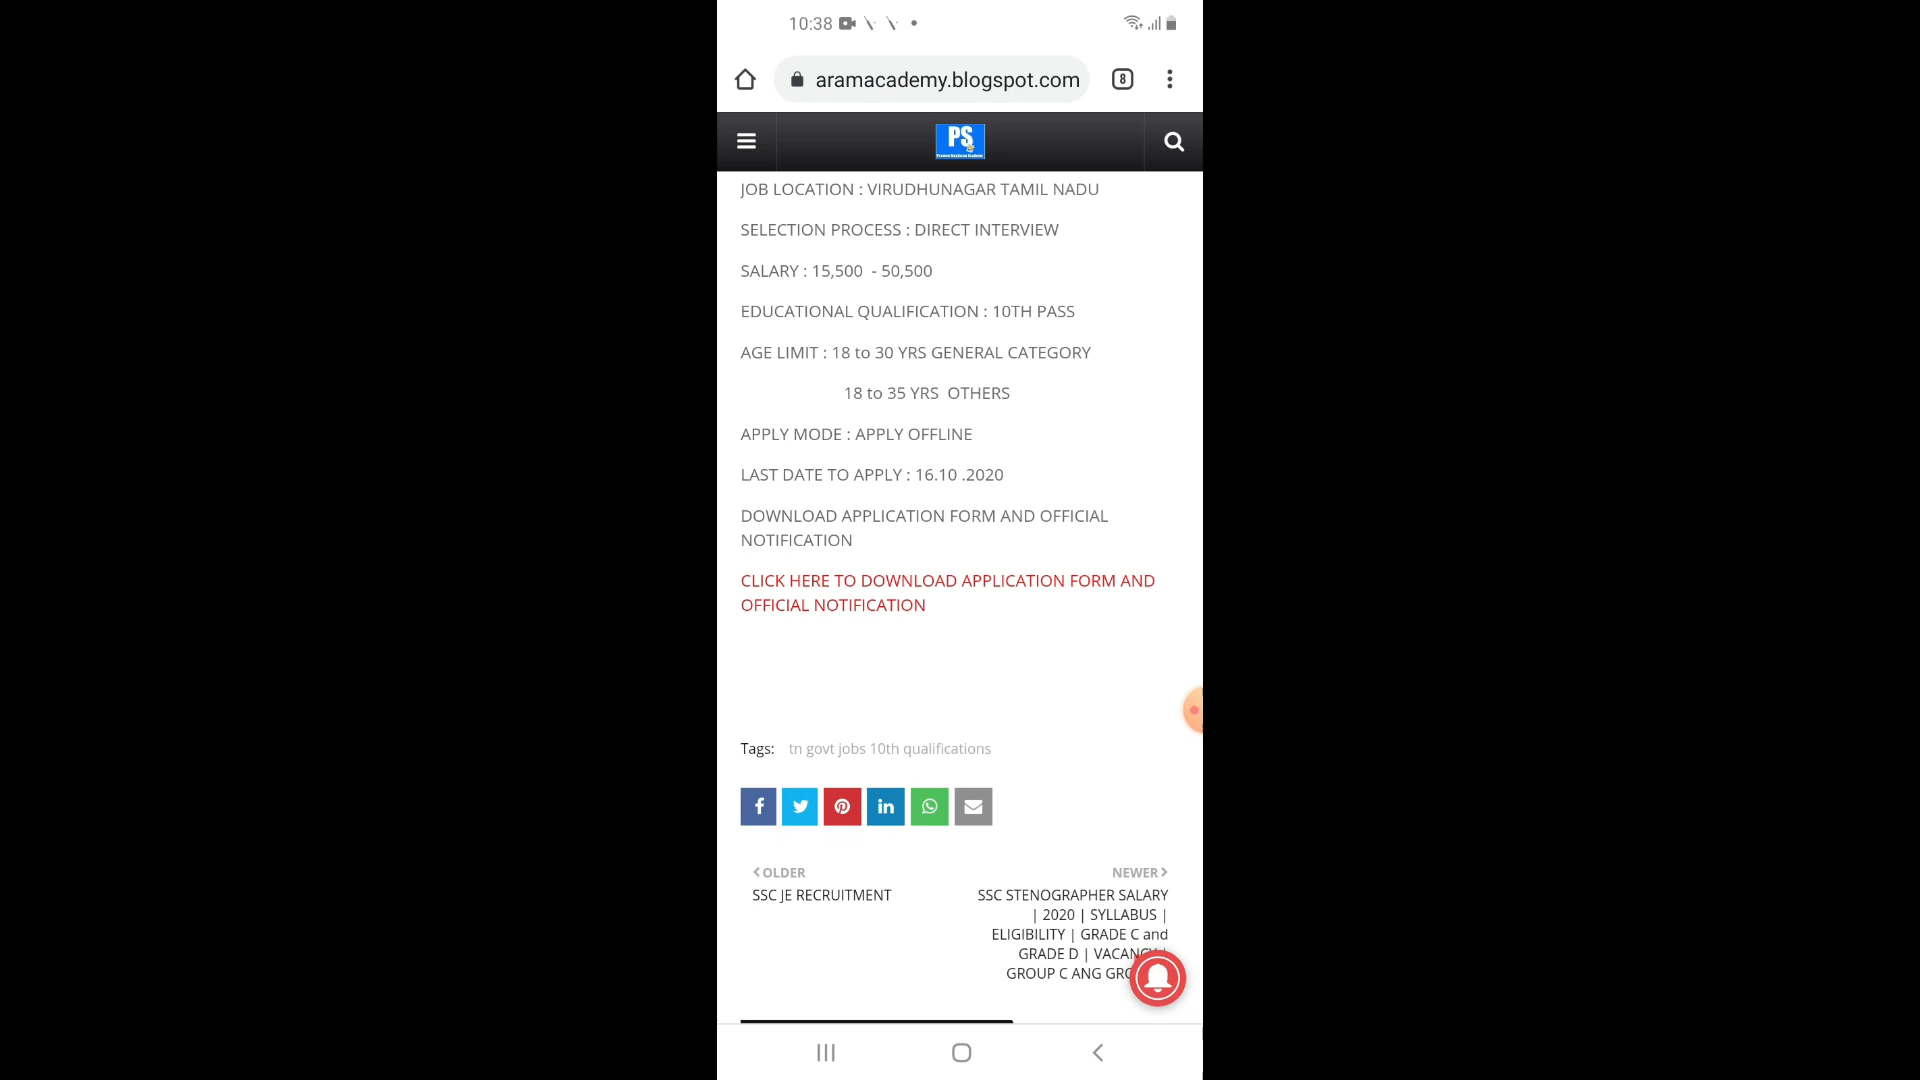 10:38
aramacademy.blogspot.com
8
PS
JOB LOCATION : VIRUDHUNAGAR TAMIL NADU
SELECTION PROCESS : DIRECT INTERVIEW
SALARY : 15,500  - 50,500
EDUCATIONAL QUALIFICATION : 10TH PASS
AGE LIMIT : 18 to 30 YRS GENERAL CATEGORY
18 to 35 YRS  OTHERS
APPLY MODE : APPLY OFFLINE
LAST DATE TO APPLY : 16.10 .2020
DOWNLOAD APPLICATION FORM AND OFFICIAL
NOTIFICATION
CLICK HERE TO DOWNLOAD APPLICATION FORM AND
OFFICIAL NOTIFICATION
Tags: tn govt jobs 10th qualifications
OLDER
SSC JE RECRUITMENT
NEWER
SSC STENOGRAPHER SALARY
| 2020 | SYLLABUS |
ELIGIBILITY | GRADE C and
GRADE D |
GROUP C ANG